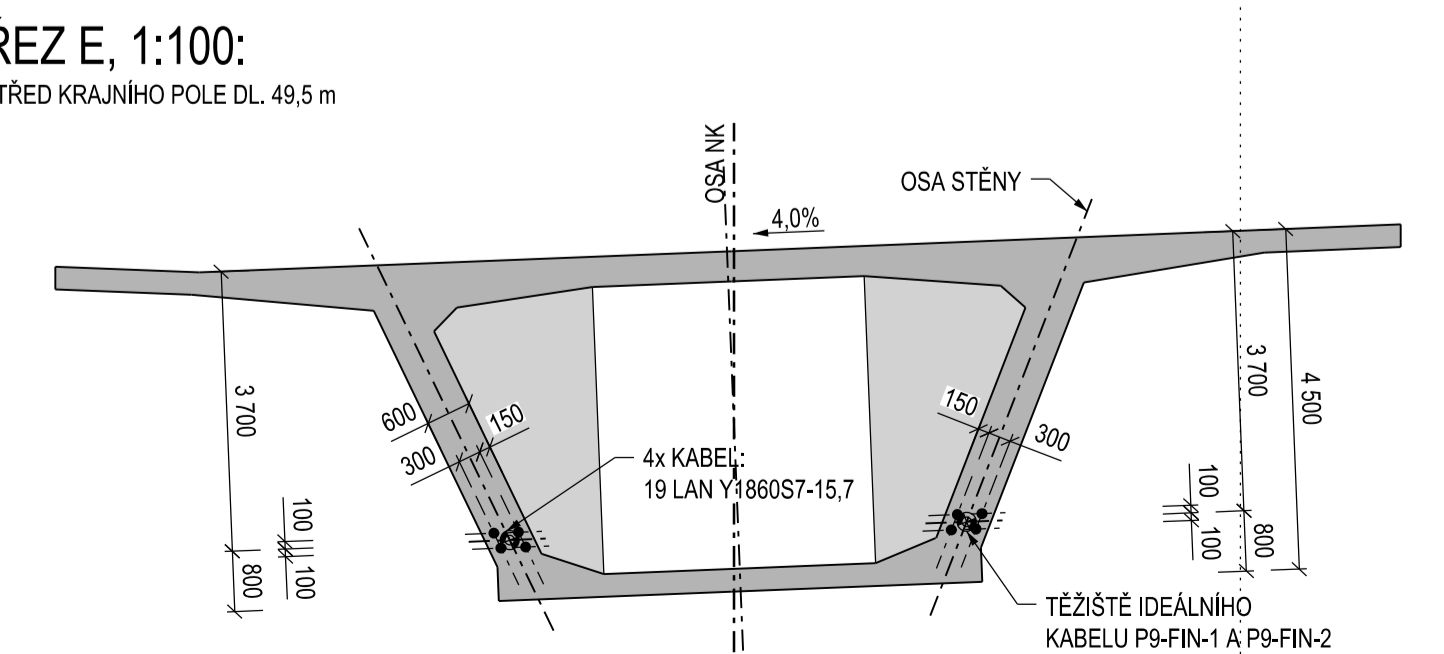 ŘEZ E, 1:100:
TŘED KRAJNÍHO POLE DL. 49,5 m
OSA NK
4,0%
OSA STĚNY
3 700
800
100
100
600
300
150
4x KABEL:
19 LAN Y1860S7-15,7
150
300
100
100
3 700
800
4 500
TĚŽIŠTĚ IDEÁLNÍHO
KABELU P9-FIN-1 A P9-FIN-2